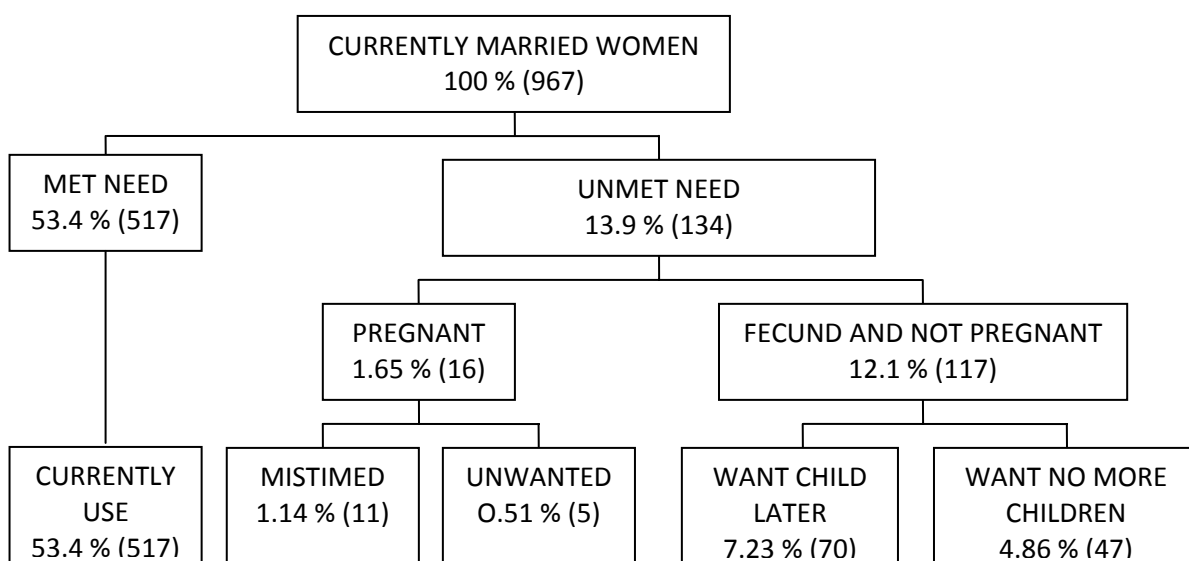 CURRENTLY MARRIED WOMEN
100 % (967)
MET NEED
53.4 % (517)
UNMET NEED
13.9 % (134)
PREGNANT
1.65 % (16)
FECUND AND NOT PREGNANT
12.1 % (117)
CURRENTLY
USE
53.4 % (517)
MISTIMED
1.14 % (11)
UNWANTED
O.51 % (5)
WANT CHILD
LATER
7.23 % (70)
WANT NO MORE
CHILDREN
4.86 % (47)